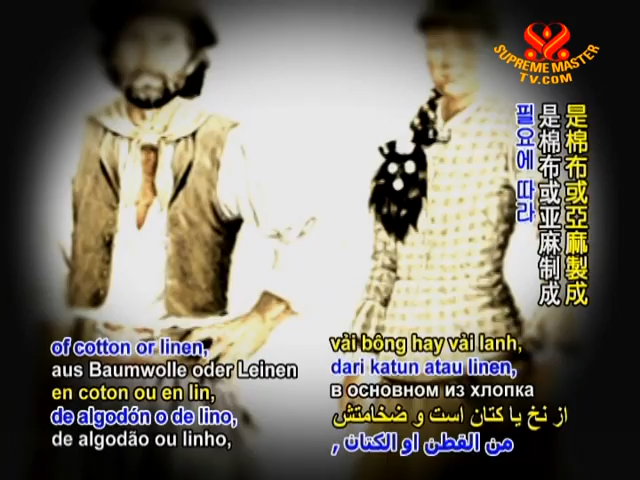 SUPREME MASTER
TV.COM
是棉布或亞麻製成
是棉布或亚麻制成
따라
of cotton or linen,
aus Baumwolle oder Leinen
en coton ou en lin,
de algodón o de lino,
de algodão ou linho,
vải bông hay vải lanh,
dari katun atau linen,
в основном из хлопка
از نخ یا کتان است و ضخامتش
من القطن او الكتان ,